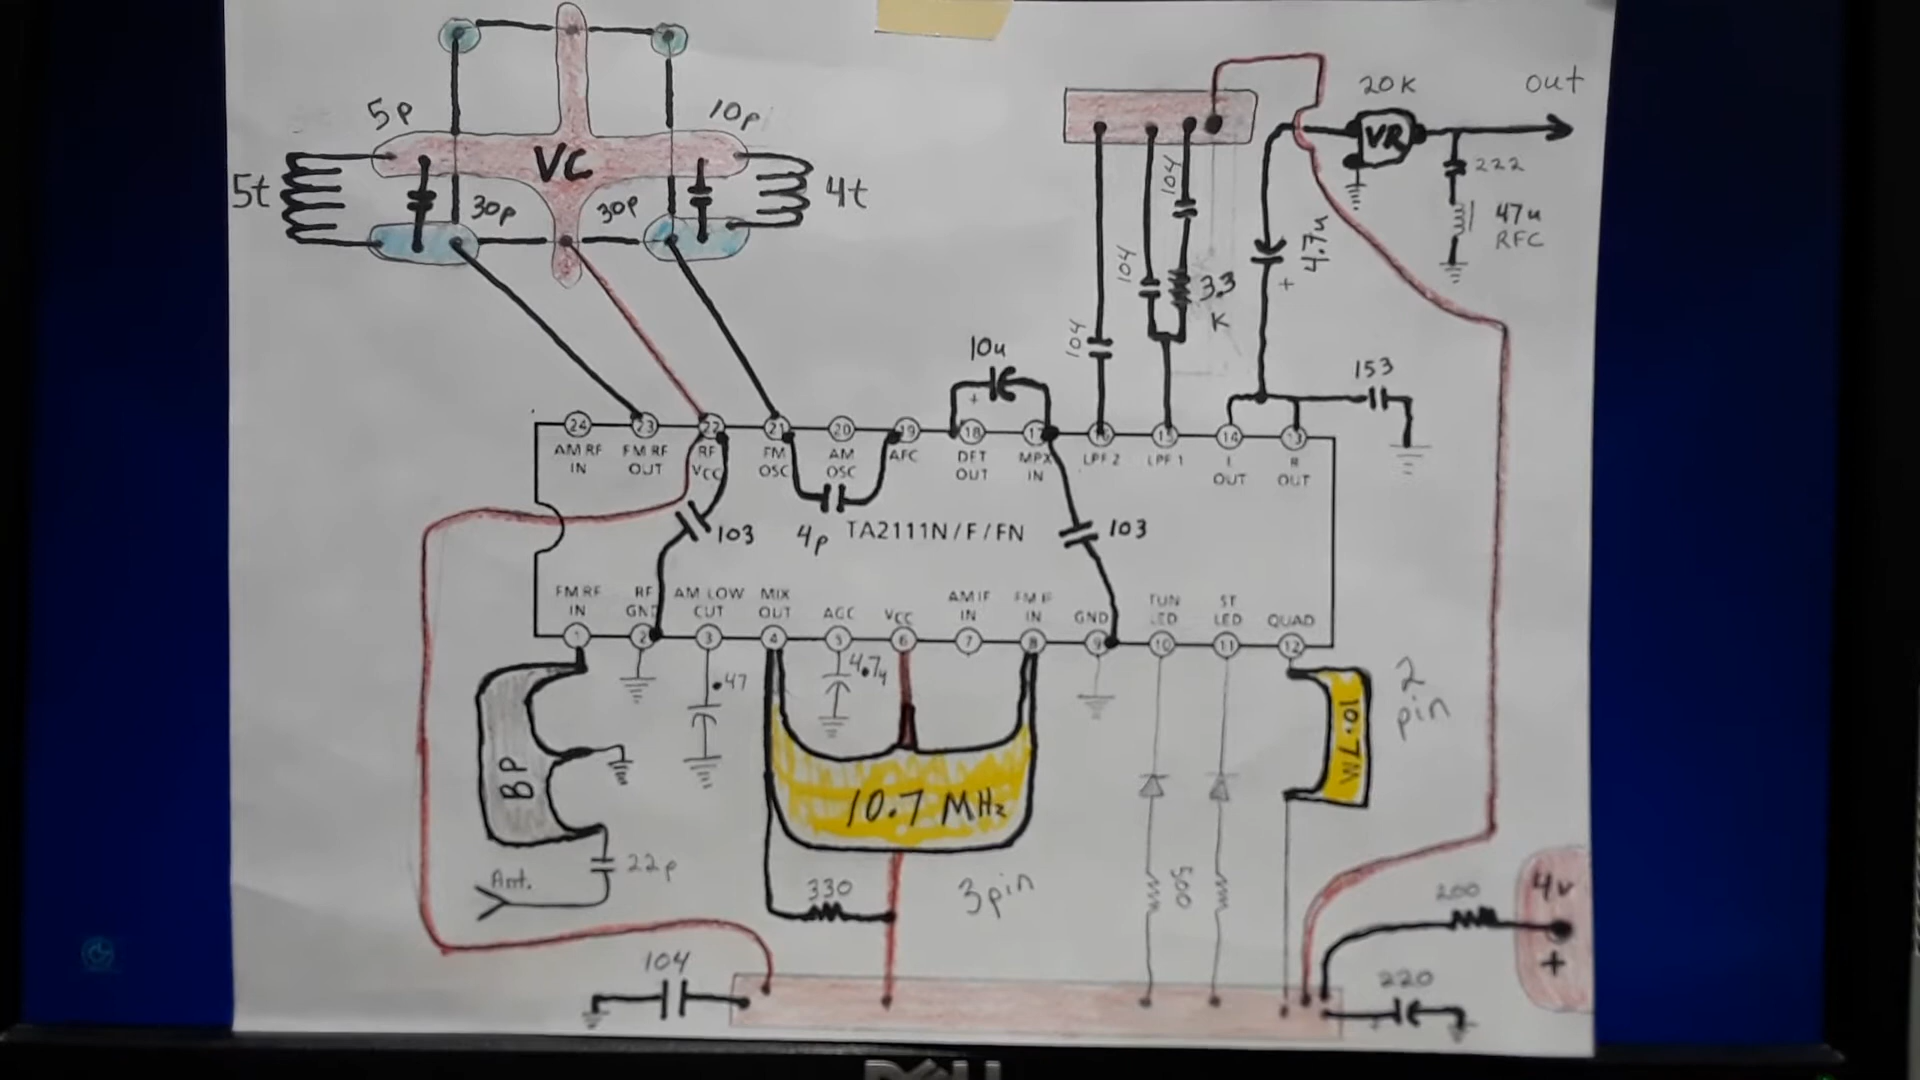 5p
10p
VC
5t
4t
30p
30p
20K
out
VR
222
47u
RFC
104
104
104
3.3
K
4.7u
+
10u
+
153
24
23
22
21
20
19
18
17
16
15
14
13
AM RF
IN
FM RF
OUT
RF
VCC
FM
OSC
AM
OSC
AFC
DET
OUT
MPX
IN
LPF 2
LPF 1
L
OUT
R
OUT
103
4p
TA2111N/F/FN
103
FM RF
IN
RF
GND
AM LOW
CUT
MIX
OUT
AGC
VCC
AM IF
IN
FM IF
IN
GND
TUN
LED
ST
LED
QUAD
1
2
3
4
5
6
7
8
9
10
11
12
.47
4.7u
2
pin
10.7M
BP
10.7 MHz
22p
Ant.
330
3pin
500
200
4v
+
104
220
DELL